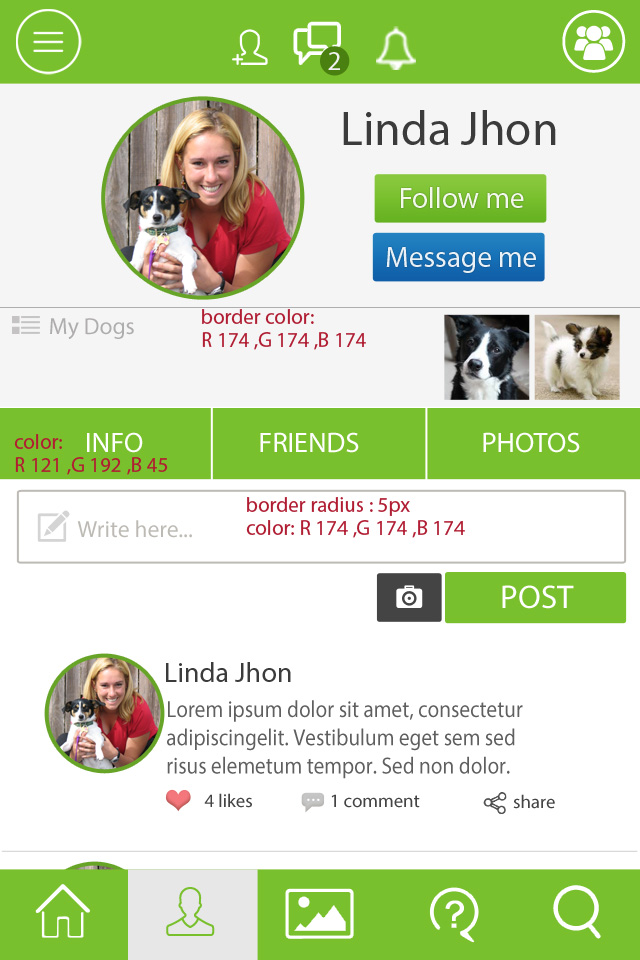 2
Linda Jhon
Follow me
Message me
My Dogs
border color:
R 174 ,G 174 ,B 174
color:
R 121 ,G 192 ,B 45
INFO
FRIENDS
PHOTOS
border radius : 5px
color: R 174 ,G 174 ,B 174
Write here...
POST
Linda Jhon
Lorem ipsum dolor sit amet, consectetur
adipiscingelit. Vestibulum eget sem sed
risus elemetum tempor. Sed non dolor.
4 likes
1 comment
share
?